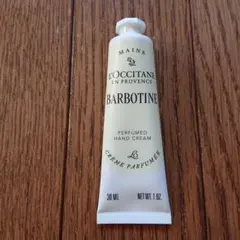 MAINS
L'OCCITANE
EN PROVENCE
BARBOTINE
PERFUMED
HAND CREAM
CRÈME PARFUMÉE
30 ML NET WT. 1 OZ.